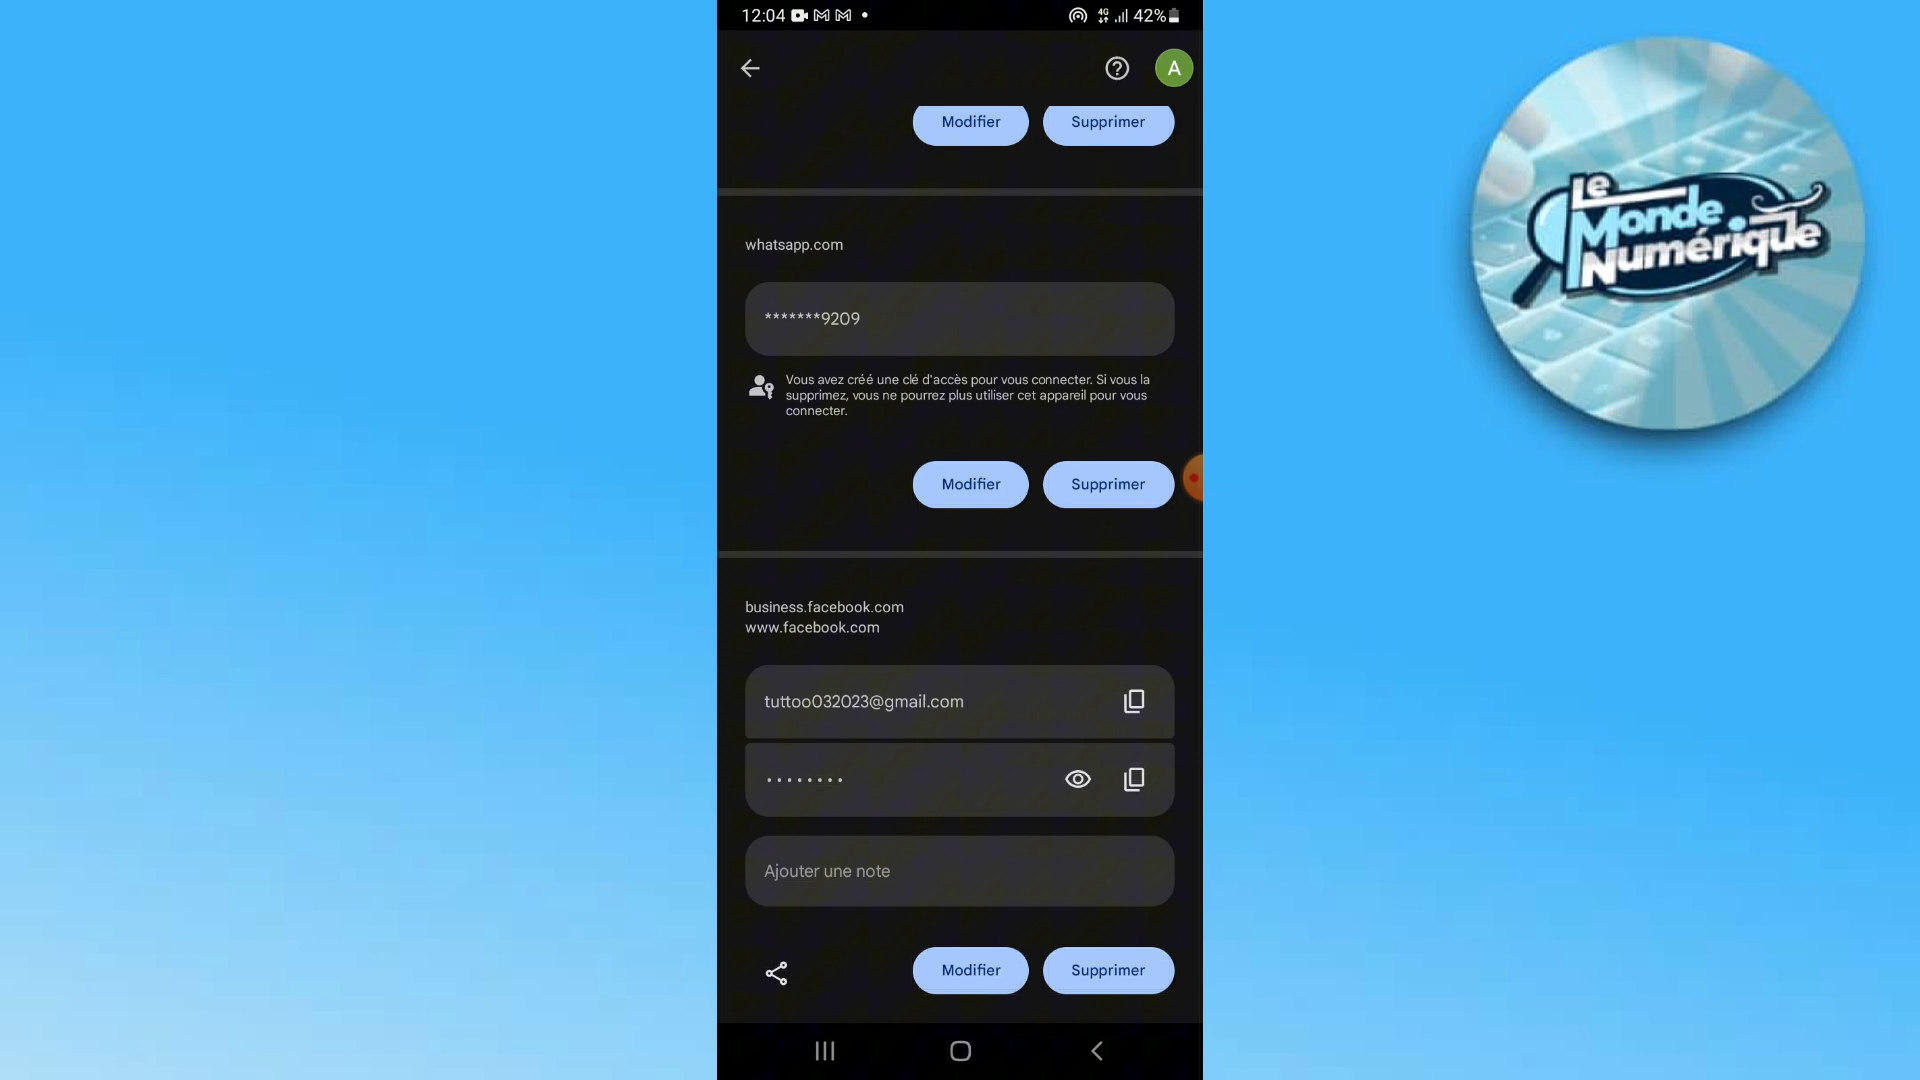 12:04
4G
42%
A
Modifier
Supprimer
whatsapp.com
*******9209
Vous avez créé une clé d'accès pour vous connecter. Si vous la
supprimez, vous ne pourrez plus utiliser cet appareil pour vous
connecter.
Modifier
Supprimer
business.facebook.com
www.facebook.com
tuttoo032023@gmail.com
••••••••
Ajouter une note
Modifier
Supprimer
Le
Monde
Numérique